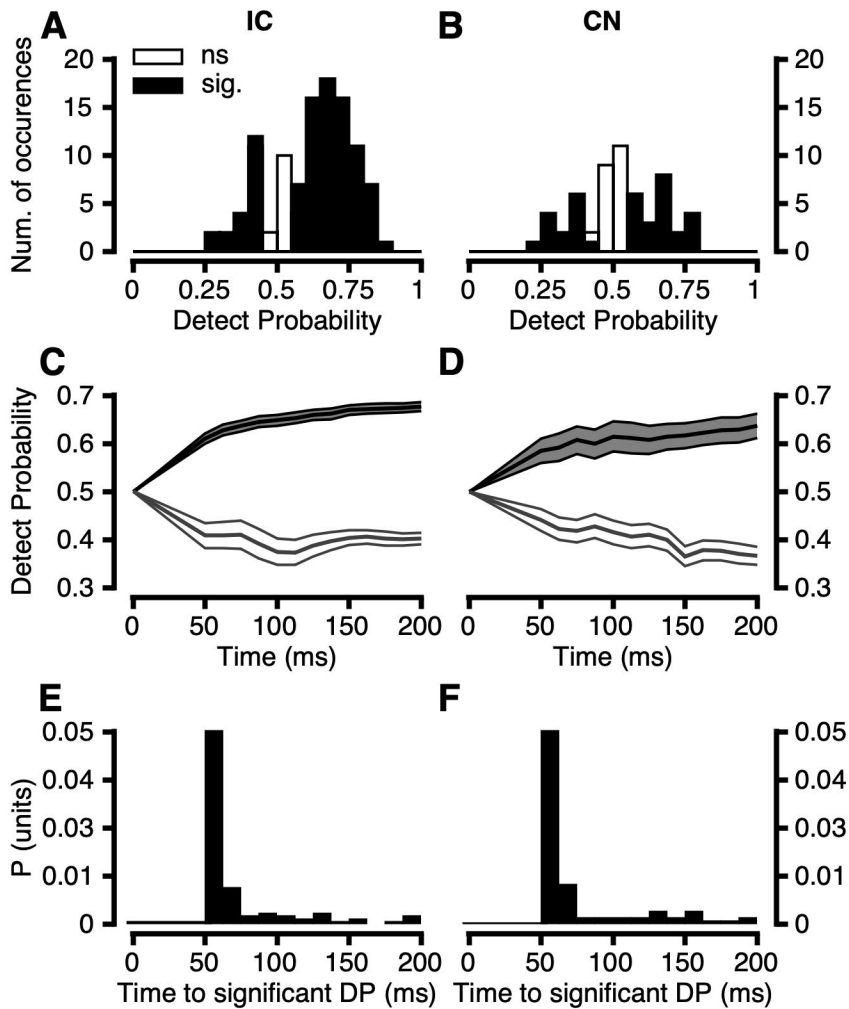 A IC B CN
ns
sig.
Num. of occurences
20 20
15 15
10 10
5 5
0 0
0 0.25 0.5 0.75 1 0 0.25 0.5 0.75 1
Detect Probability Detect Probability
C D
Detect Probability
0.7 0.7
0.6 0.6
0.5 0.5
0.4 0.4
0.3 0.3
0 50 100 150 200 0 50 100 150 200
Time (ms) Time (ms)
E F
P (units)
0.05 0.05
0.04 0.04
0.03 0.03
0.01 0.01
0 0
0 50 100 150 200 0 50 100 150 200
Time to significant DP (ms) Time to significant DP (ms)